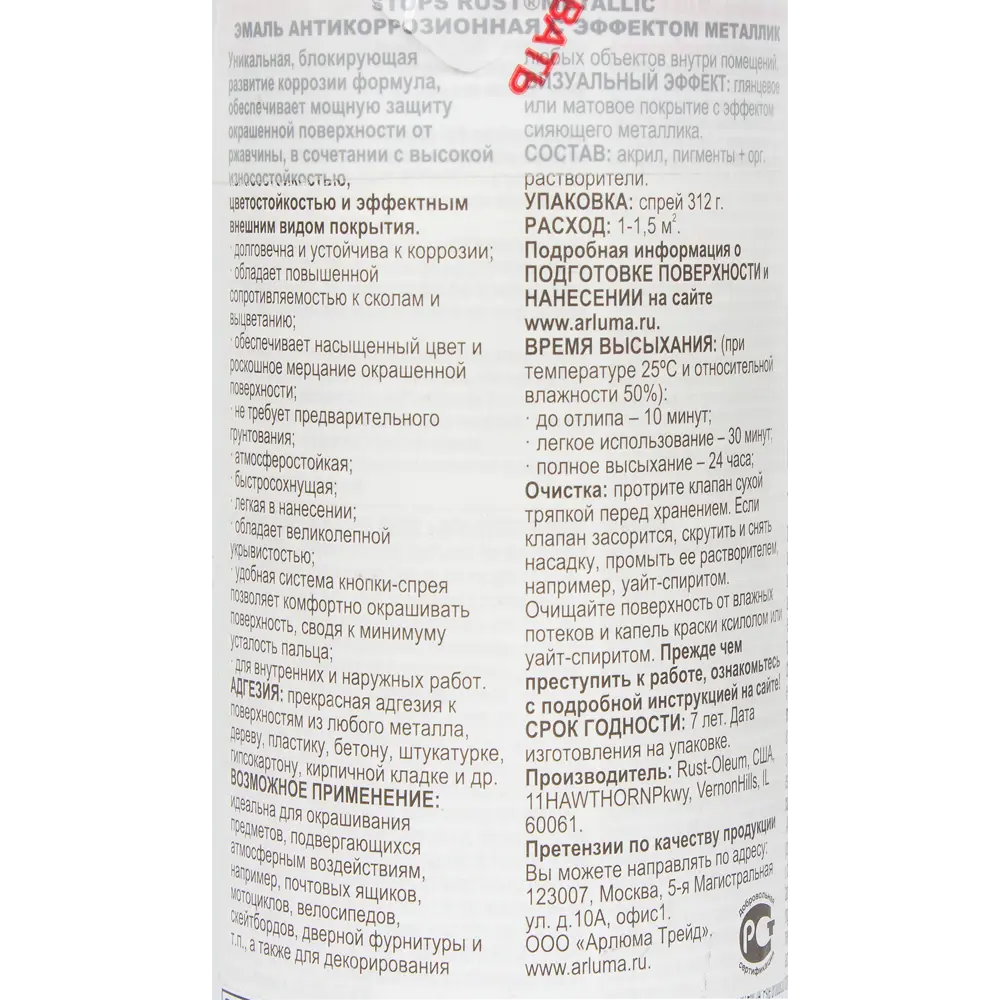 STOPS RUST® METALLIC
ЭМАЛЬ АНТИКОРРОЗИОННАЯ ЭФФЕКТОМ МЕТАЛЛИК
ВАТЬ
Уникальная, блокирующая
развитие коррозии формула,
обеспечивает мощную защиту
окрашенной поверхности от
ржавчины, в сочетании с высокой
износостойкостью,
цветостойкостью и эффектным
внешним видом покрытия.
· долговечна и устойчива к коррозии;
· обладает повышенной
сопротивляемостью к сколам и
выцветанию;
· обеспечивает насыщенный цвет и
роскошное мерцание окрашенной
поверхности;
· не требует предварительного
грунтования;
· атмосферостойкая;
· быстросохнущая;
· легкая в нанесении;
· обладает великолепной
укрывистостью;
· удобная система кнопки-спрея
позволяет комфортно окрашивать
поверхность, сводя к минимуму
усталость пальца;
· для внутренних и наружных работ.
АДГЕЗИЯ: прекрасная адгезия к
поверхностям из любого металла,
дереву, пластику, бетону, штукатурке,
гипсокартону, кирпичной кладке и др.
ВОЗМОЖНОЕ ПРИМЕНЕНИЕ:
идеальна для окрашивания
предметов, подвергающихся
атмосферным воздействиям,
например, почтовых ящиков,
мотоциклов, велосипедов,
скейтбордов, дверной фурнитуры и
т.п., а также для декорирования
любых объектов внутри помещений.
ВИЗУАЛЬНЫЙ ЭФФЕКТ: глянцевое
или матовое покрытие с эффектом
сияющего металлика.
СОСТАВ: акрил, пигменты + орг.
растворители.
УПАКОВКА: спрей 312 г.
РАСХОД: 1-1,5 м².
Подробная информация о
ПОДГОТОВКЕ ПОВЕРХНОСТИ и
НАНЕСЕНИИ на сайте
www.arluma.ru.
ВРЕМЯ ВЫСЫХАНИЯ: (при
температуре 25ºС и относительной
влажности 50%):
· до отлипа – 10 минут;
· легкое использование – 30 минут;
· полное высыхание – 24 часа;
Очистка: протрите клапан сухой
тряпкой перед хранением. Если
клапан засорится, скрутить и снять
насадку, промыть ее растворителем,
например, уайт-спиритом.
Очищайте поверхность от влажных
потеков и капель краски ксилолом или
уайт-спиритом. Прежде чем
преступить к работе, ознакомьтесь
с подробной инструкцией на сайте!
СРОК ГОДНОСТИ: 7 лет. Дата
изготовления на упаковке.
Производитель: Rust-Oleum, США,
11HAWTHORNPkwy, VernonHills, IL
60061.
Претензии по качеству продукции
Вы можете направлять по адресу:
123007, Москва, 5-я Магистральная
ул. д.10А, офис1.
ООО «Арлюма Трейд».
www.arluma.ru.
добровольная
РСТ
сертификация